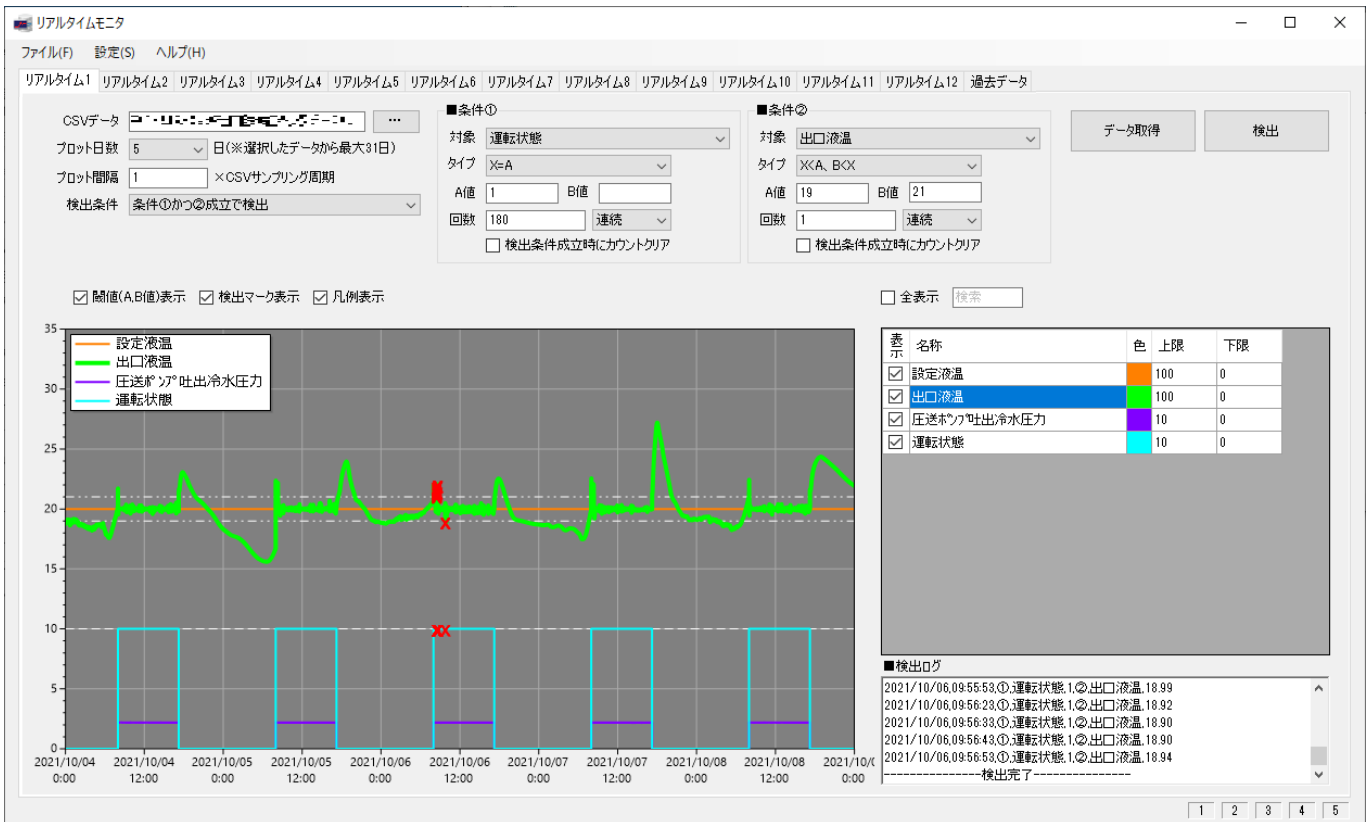 リアルタイムモニタ
ファイル(F) 設定(S) ヘルプ(H)
リアルタイム1 リアルタイム2 リアルタイム3 リアルタイム4 リアルタイム5 リアルタイム6 リアルタイム7 リアルタイム8 リアルタイム9 リアルタイム10 リアルタイム11 リアルタイム12 過去データ
CSVデータ ...
プロット日数 5 日(※選択したデータから最大31日)
プロット間隔 1 ×CSVサンプリング周期
検出条件 条件①かつ②成立で検出
■条件①
対象 運転状態
タイプ X=A
A値 1 B値
回数 180 連続
検出条件成立時にカウントクリア
■条件②
対象 出口液温
タイプ X<A、B<X
A値 19 B値 21
回数 1 連続
検出条件成立時にカウントクリア
データ取得 検出
閾値(A,B値)表示 検出マーク表示 凡例表示
全表示 検索
35
30
25
20
15
10
5
0
設定液温
出口液温
圧送ポンプ吐出冷水圧力
運転状態
2021/10/04 2021/10/04 2021/10/05 2021/10/05 2021/10/06 2021/10/06 2021/10/07 2021/10/07 2021/10/08 2021/10/08 2021/10/(
0:00 12:00 0:00 12:00 0:00 12:00 0:00 12:00 0:00 12:00 0:00
表示 名称 色 上限 下限
設定液温 100 0
出口液温 100 0
圧送ポンプ吐出冷水圧力 10 0
運転状態 10 0
■検出ログ
2021/10/06,09:55:53,①,運転状態,1,②,出口液温,18.99
2021/10/06,09:56:23,①,運転状態,1,②,出口液温,18.92
2021/10/06,09:56:33,①,運転状態,1,②,出口液温,18.90
2021/10/06,09:56:43,①,運転状態,1,②,出口液温,18.90
2021/10/06,09:56:53,①,運転状態,1,②,出口液温,18.94
---------------検出完了---------------
1 2 3 4 5